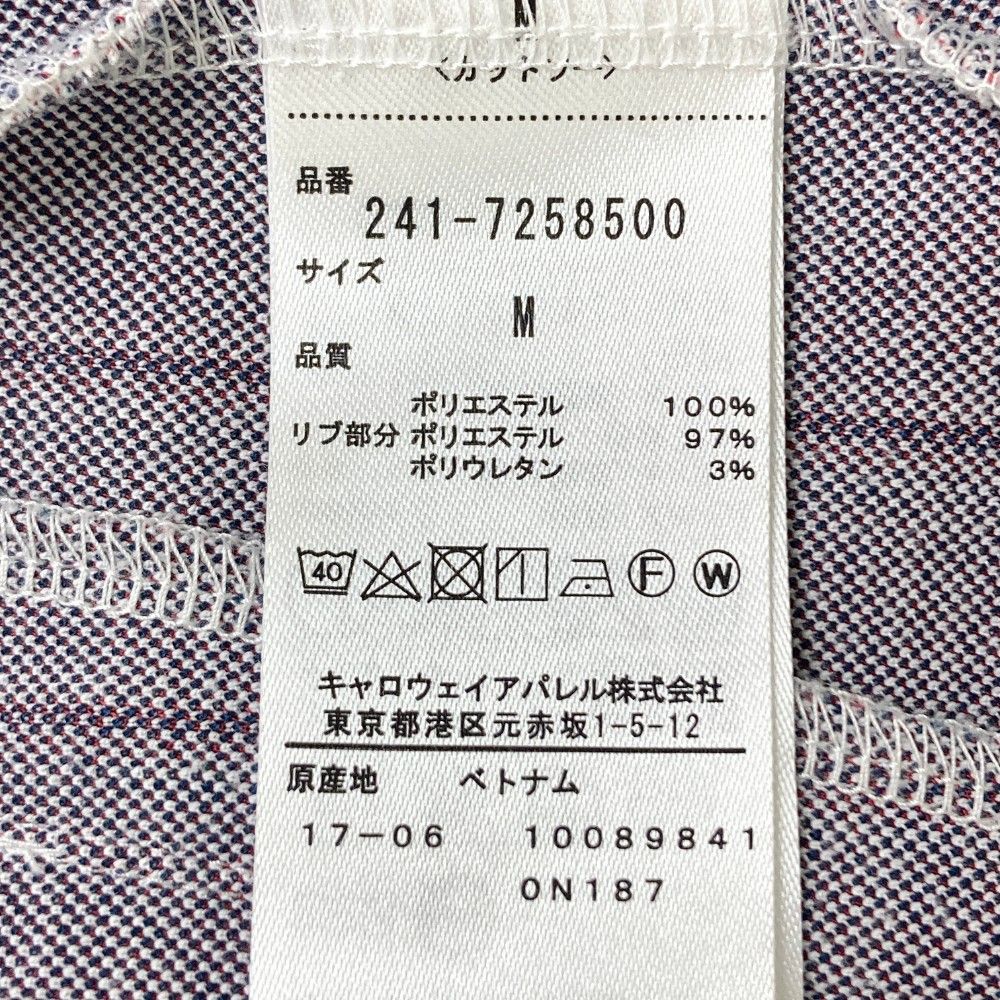 M
〈カットソー〉
品番
241-7258500
サイズ
M
品質
ポリエステル 100%
リブ部分 ポリエステル 97%
ポリウレタン 3%
40 F W
キャロウェイアパレル株式会社
東京都港区元赤坂1-5-12
原産地 ベトナム
17-06 10089841
0N187